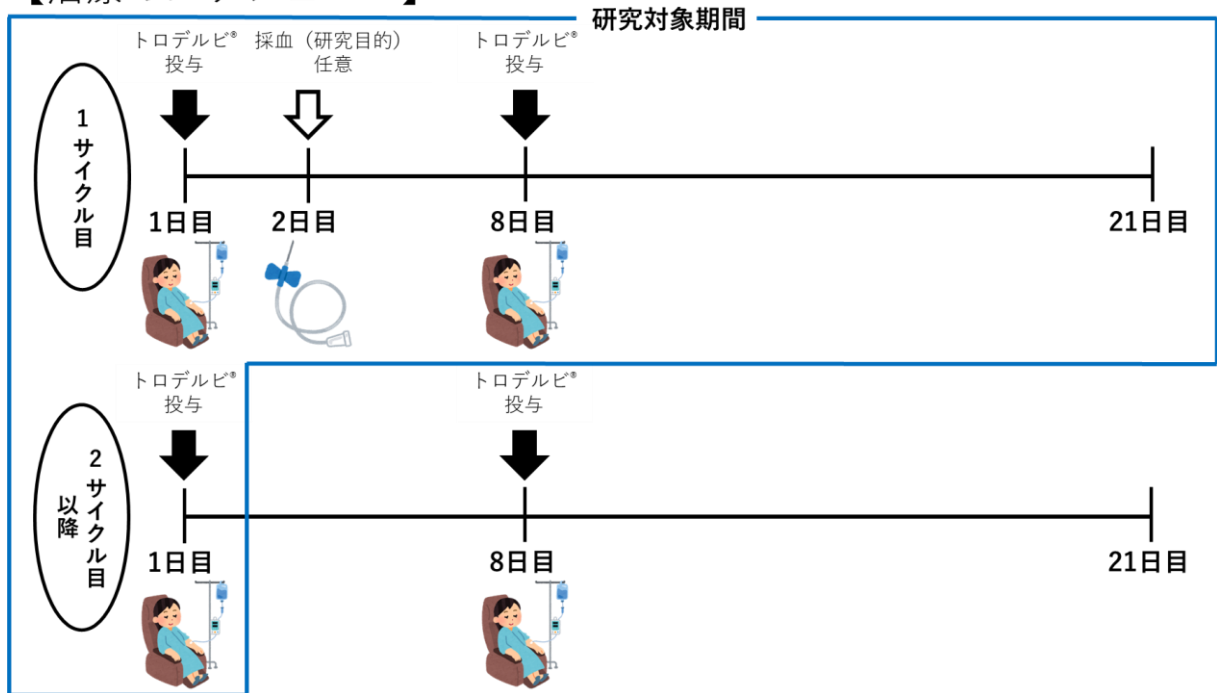 研究対象期間
トロデルビ®
投与
採血（研究目的）
任意
トロデルビ®
投与
1サイクル目
1日目
2日目
8日目
21日目
トロデルビ®
投与
トロデルビ®
投与
2サイクル目
以降
1日目
8日目
21日目